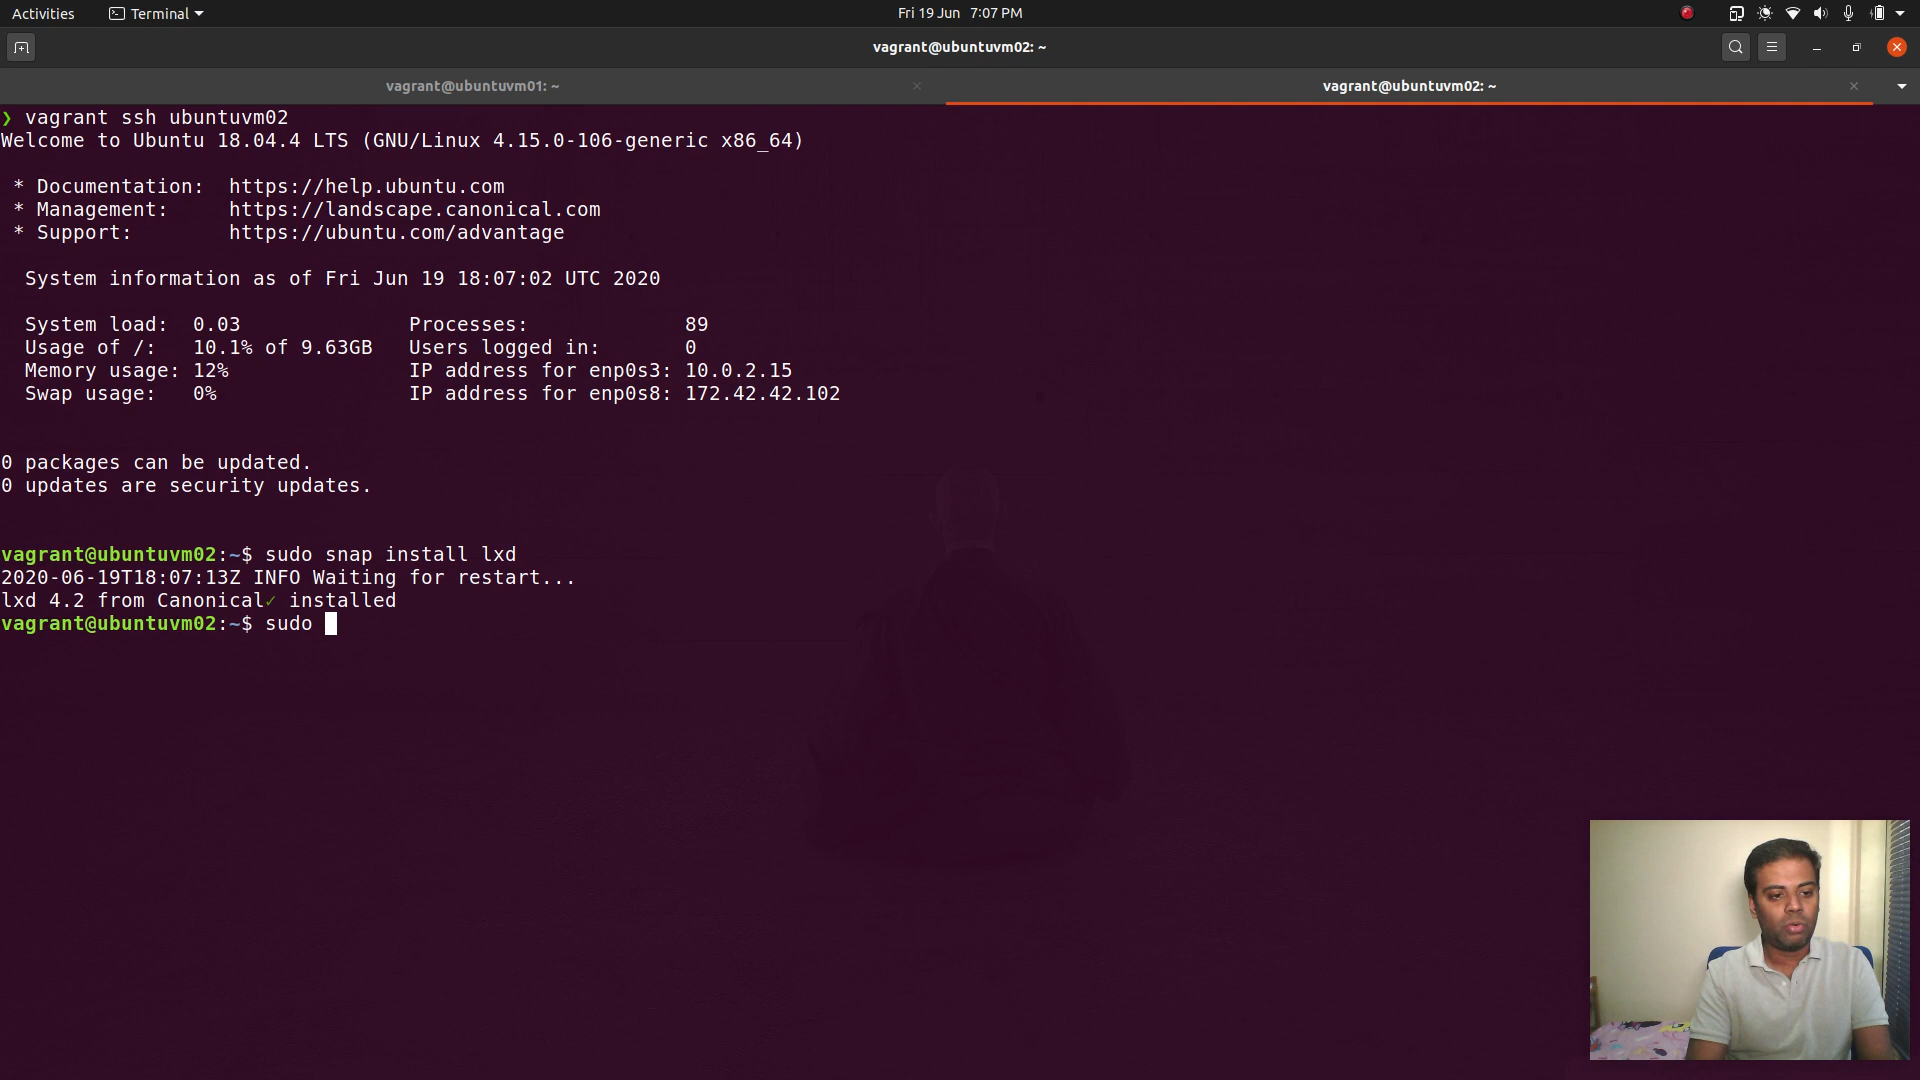 Activities Terminal Fri 19 Jun 7:07 PM
vagrant@ubuntuvm02: ~
vagrant@ubuntuvm01: ~ vagrant@ubuntuvm02: ~
❯ vagrant ssh ubuntuvm02
Welcome to Ubuntu 18.04.4 LTS (GNU/Linux 4.15.0-106-generic x86_64)
* Documentation: https://help.ubuntu.com
* Management: https://landscape.canonical.com
* Support: https://ubuntu.com/advantage
System information as of Fri Jun 19 18:07:02 UTC 2020
System load: 0.03 Processes: 89
Usage of /: 10.1% of 9.63GB Users logged in: 0
Memory usage: 12% IP address for enp0s3: 10.0.2.15
Swap usage: 0% IP address for enp0s8: 172.42.42.102
0 packages can be updated.
0 updates are security updates.
vagrant@ubuntuvm02:~$ sudo snap install lxd
2020-06-19T18:07:13Z INFO Waiting for restart...
lxd 4.2 from Canonical✓ installed
vagrant@ubuntuvm02:~$ sudo